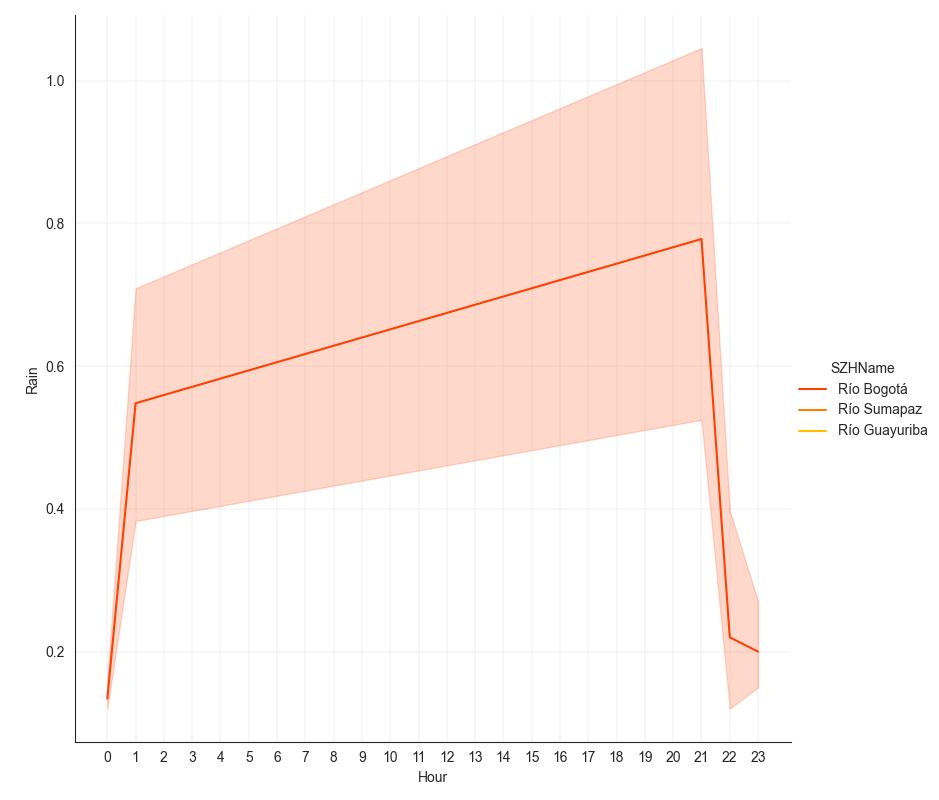 1.0
0.8
0.6
0.4
0.2
Rain
0 1 2 3 4 5 6 7 8 9 10 11 12 13 14 15 16 17 18 19 20 21 22 23
Hour
SZHName
Río Bogotá
Río Sumapaz
Río Guayuriba